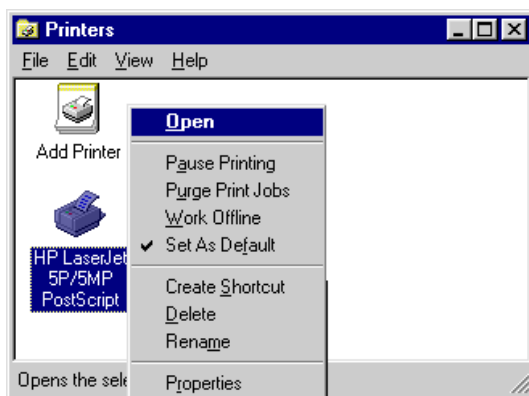 Printers
File Edit View Help
Add Printer
HP LaserJet
5P/5MP
PostScript
Open
Pause Printing
Purge Print Jobs
Work Offline
Set As Default
Create Shortcut
Delete
Rename
Properties
Opens the sele